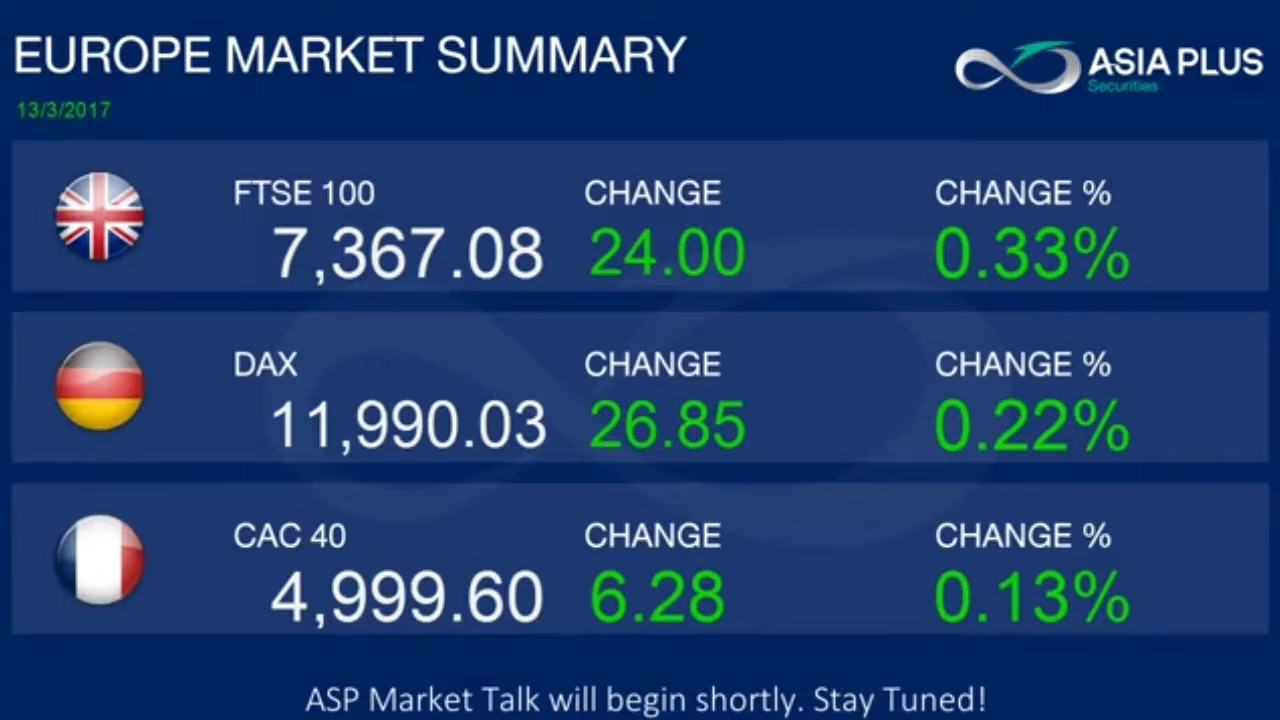 EUROPE MARKET SUMMARY
ASIA PLUS
Securities
13/3/2017
FTSE 100 CHANGE CHANGE %
7,367.08 24.00 0.33%
DAX CHANGE CHANGE %
11,990.03 26.85 0.22%
CAC 40 CHANGE CHANGE %
4,999.60 6.28 0.13%
ASP Market Talk will begin shortly. Stay Tuned!